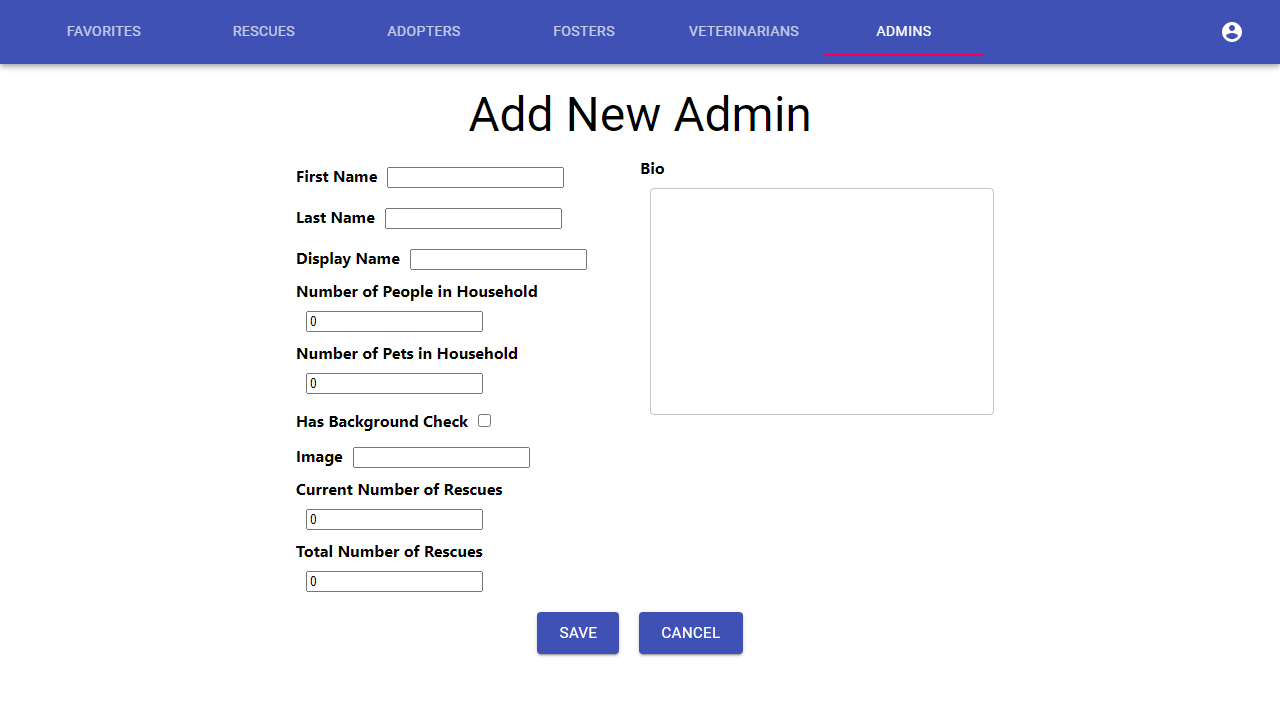 FAVORITES RESCUES ADOPTERS FOSTERS VETERINARIANS ADMINS
Add New Admin
First Name
Last Name
Display Name
Number of People in Household
0
Number of Pets in Household
0
Has Background Check
Image
Current Number of Rescues
0
Total Number of Rescues
0
Bio
SAVE CANCEL